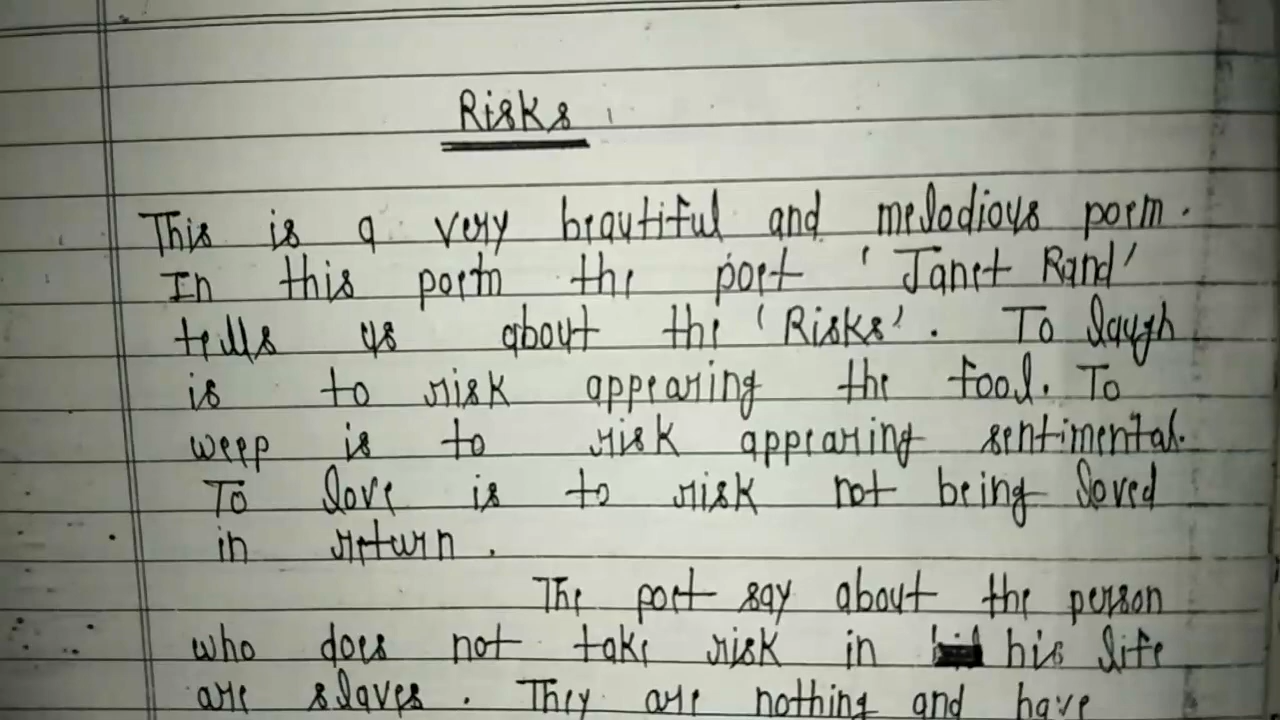 Risks
This is a very beautiful and melodious poem.
In this poem the poet 'Janet Rand'
tells us about the 'Risks'. To laugh
is to risk appearing the fool. To
weep is to risk appearing sentimental.
To love is to risk not being loved
in return.
The poet say about the person
who does not take risk in his life
are slaves. They are nothing and have